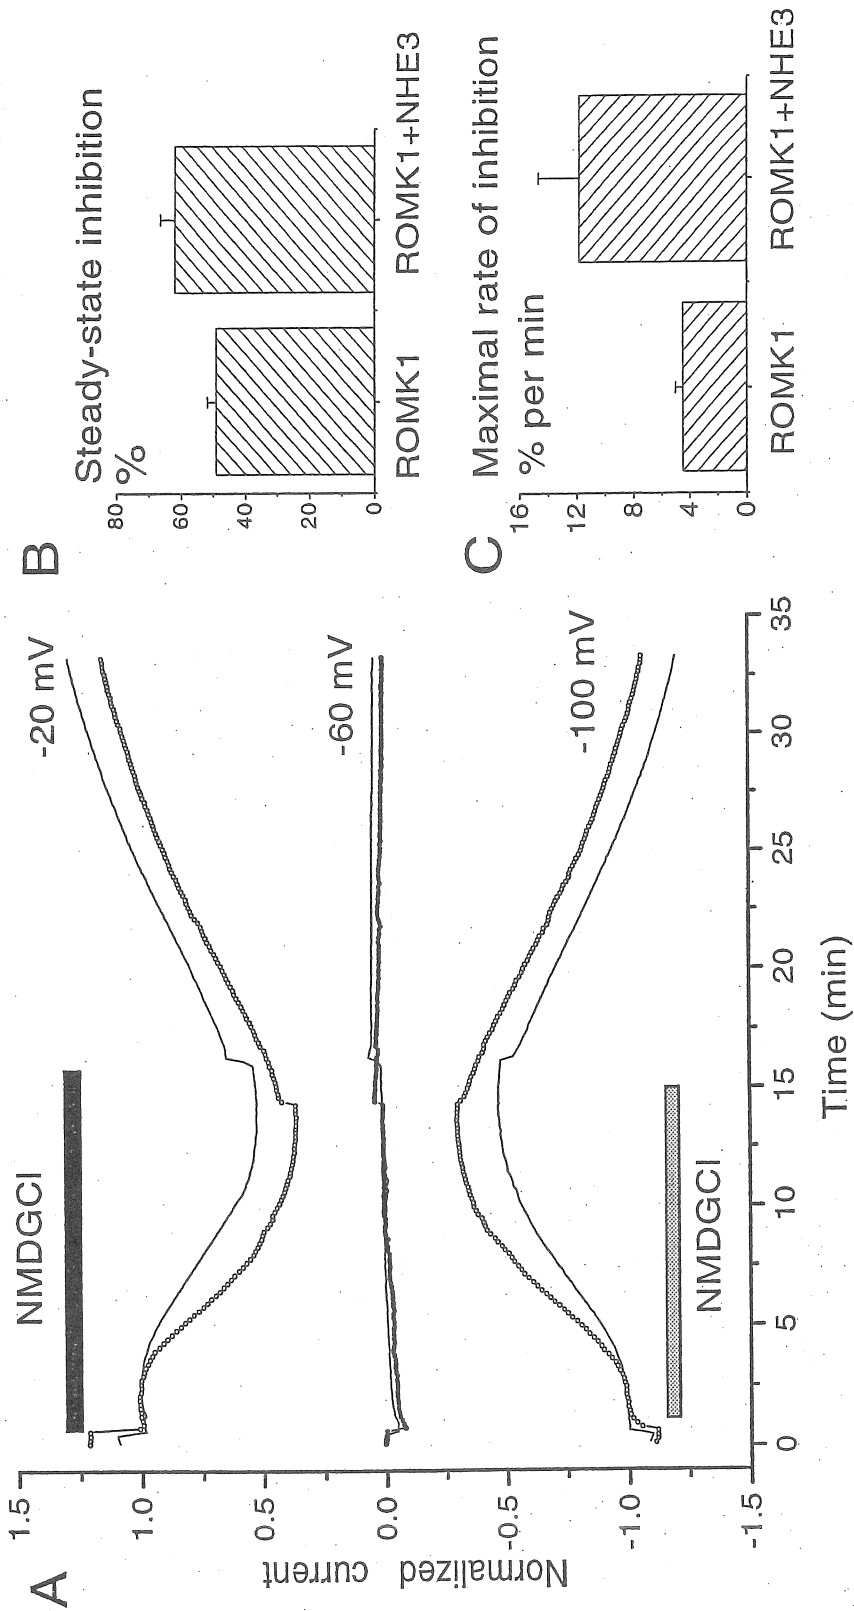 A
Normalized current
1.5
1.0
0.5
0.0
-0.5
-1.0
-1.5
NMDGCl
-20 mV
-60 mV
-100 mV
NMDGCl
0
5
10
15
20
25
30
35
Time (min)
B
Steady-state inhibition
%
80
60
40
20
0
ROMK1
ROMK1+NHE3
C
Maximal rate of inhibition
% per min
16
12
8
4
0
ROMK1
ROMK1+NHE3